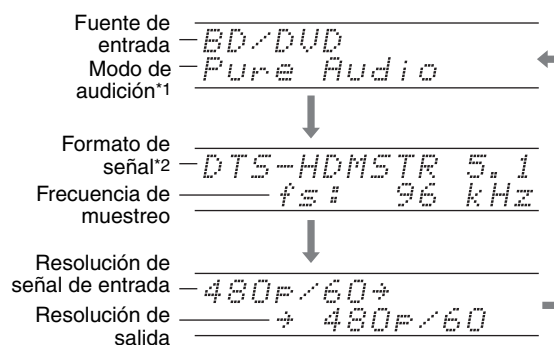 Fuente de
entrada
BD/DVD
Modo de
audición*1
Pure Audio
Formato de
señal*2
DTS-HDMSTR 5.1
Frecuencia de
muestreo
fs: 96 kHz
Resolución de
señal de entrada
480p/60→
Resolución de
salida
→ 480p/60